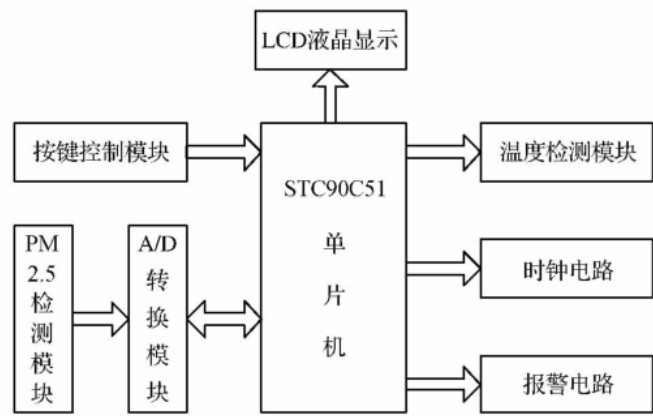 LCD液晶显示
按键控制模块
温度检测模块
STC90C51
单
片
机
PM
2.5
检
测
模
块
A/D
转
换
模
块
时钟电路
报警电路